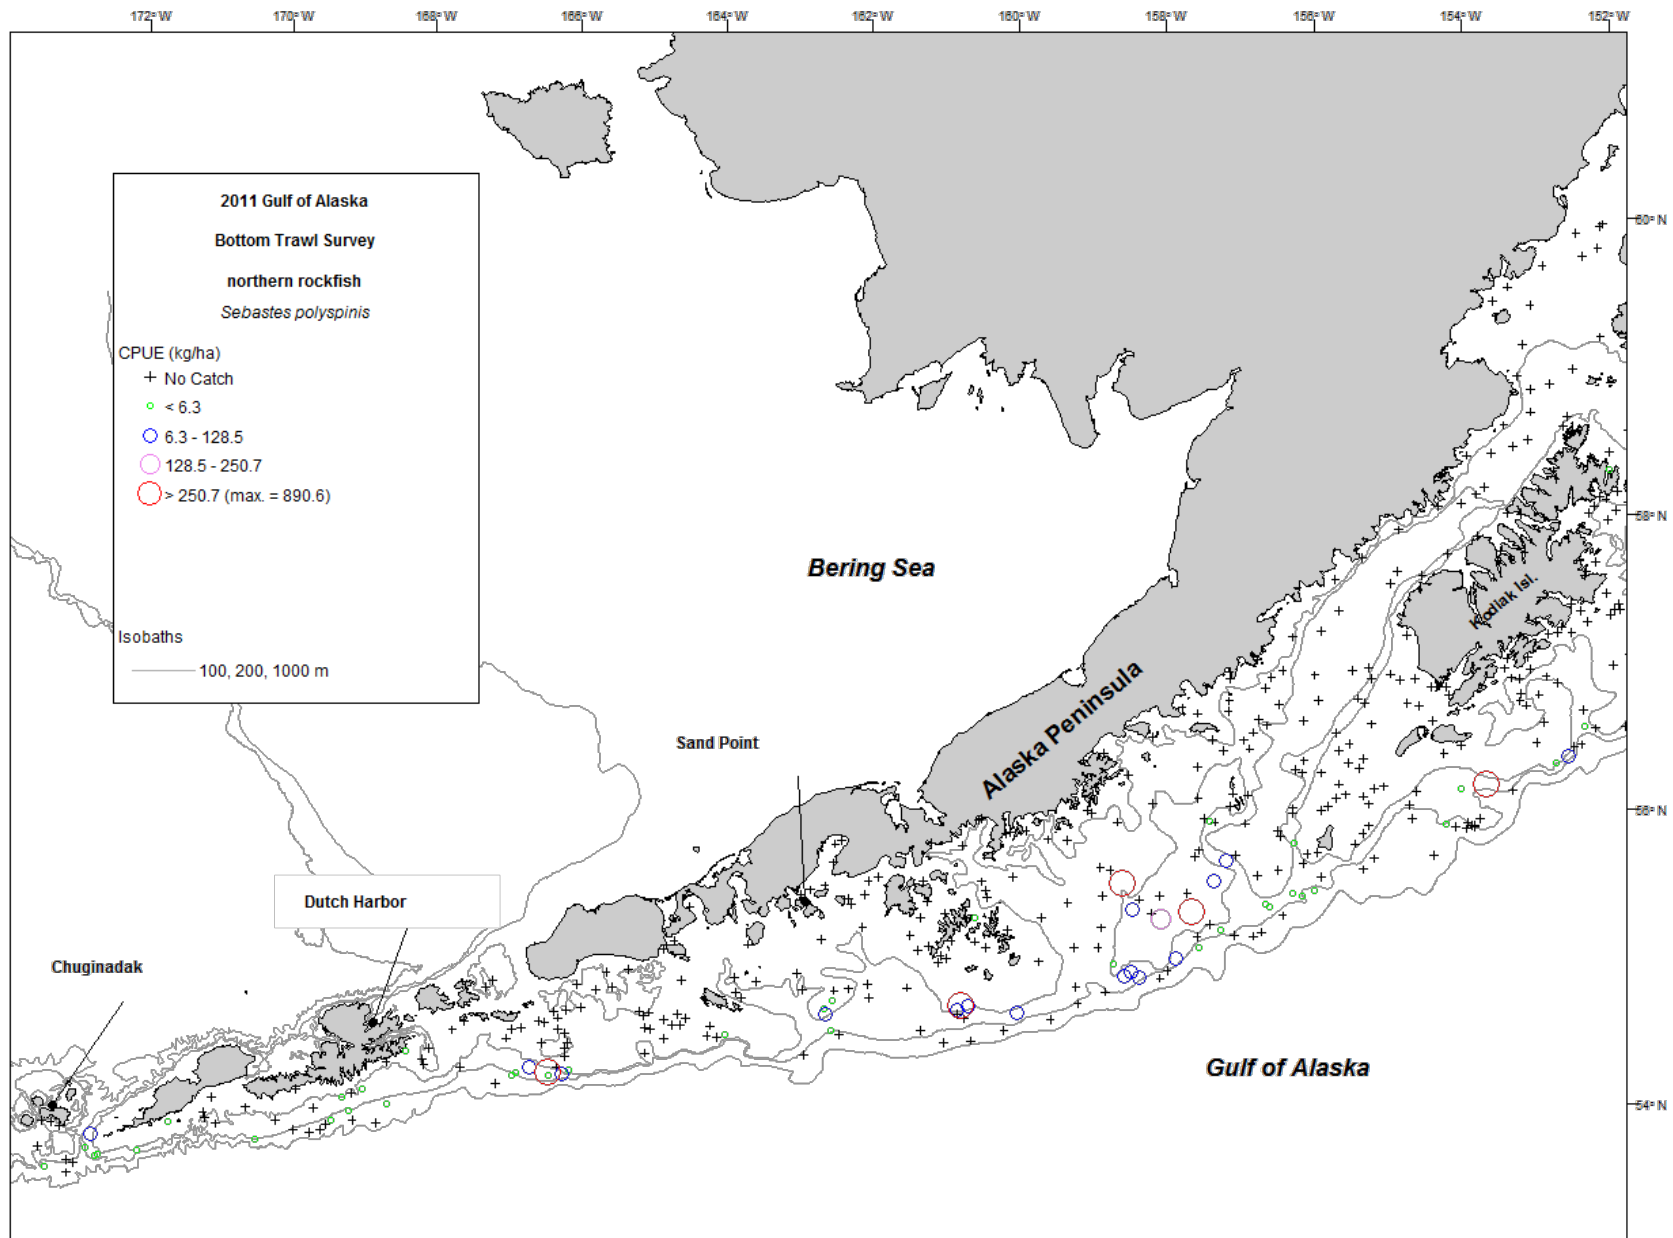 172° W 170° W 168° W 166° W 164° W 162° W 160° W 158° W 156° W 154° W 152° W
60° N
2011 Gulf of Alaska
Bottom Trawl Survey
northern rockfish
Sebastes polyspinis
CPUE (kg/ha)
No Catch
< 6.3
6.3 - 128.5
128.5 - 250.7
> 250.7 (max. = 890.6)
58° N
Bering Sea
Kodiak Isl.
Isobaths
100, 200, 1000 m
Alaska Peninsula
Sand Point
56° N
Dutch Harbor
Chuginadak
Gulf of Alaska
54° N